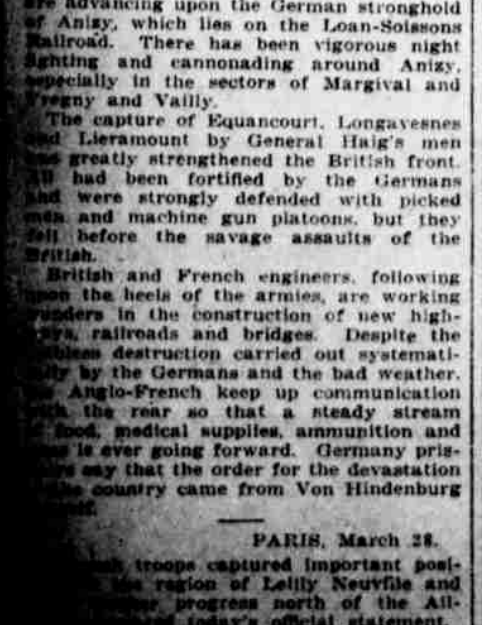 are advancing upon the German stronghold
of Anizy, which lies on the Loan-Soissons
Railroad. There has been vigorous night
fighting and cannonading around Anizy,
especially in the sectors of Margival and
Vregny and Vailly.
The capture of Equancourt, Longavesnes
and Lieramount by General Haig's men
has greatly strengthened the British front.
All had been fortified by the Germans
and were strongly defended with picked
men and machine gun platoons, but they
fell before the savage assaults of the
British.
British and French engineers, following
upon the heels of the armies, are working
wonders in the construction of new high-
ways, railroads and bridges. Despite the
destruction carried out systemati-
cally by the Germans and the bad weather,
Anglo-French keep up communication
with the rear so that a steady stream
of food, medical supplies, ammunition and
is ever going forward. Germany pris-
say that the order for the devastation
country came from Von Hindenburg
PARIS, March 28.
troops captured important posi-
region of Leilly Neuvfile and
progress north of the Ail-
today's official statement.